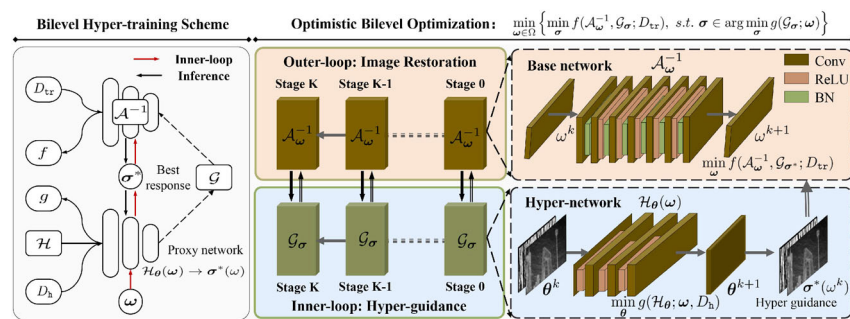 Bilevel Hyper-training Scheme
Optimistic Bilevel Optimization: min_{ω∈Ω} { min_σ f(𝒜_ω^{-1}, 𝒢_σ; D_tr), s.t. σ ∈ arg min_σ g(𝒢_σ; ω) }
Inner-loop
Inference
D_tr
𝒜^{-1}
f
σ*
Best
response
𝒢
g
ℋ
D_h
Proxy network
ℋ_θ(ω) → σ*(ω)
ω
Outer-loop: Image Restoration
Stage K Stage K-1 Stage 0
𝒜_ω^{-1} 𝒜_ω^{-1} 𝒜_ω^{-1}
𝒢_σ 𝒢_σ 𝒢_σ
Stage K Stage K-1 Stage 0
Inner-loop: Hyper-guidance
Base network 𝒜_ω^{-1}
Conv
ReLU
BN
ω^k
ω^{k+1}
min_ω f(𝒜_ω^{-1}, 𝒢_{σ*}; D_tr)
Hyper-network ℋ_θ(ω)
θ^k
min_θ g(ℋ_θ; ω, D_h)
θ^{k+1}
σ*(ω^k)
Hyper guidance